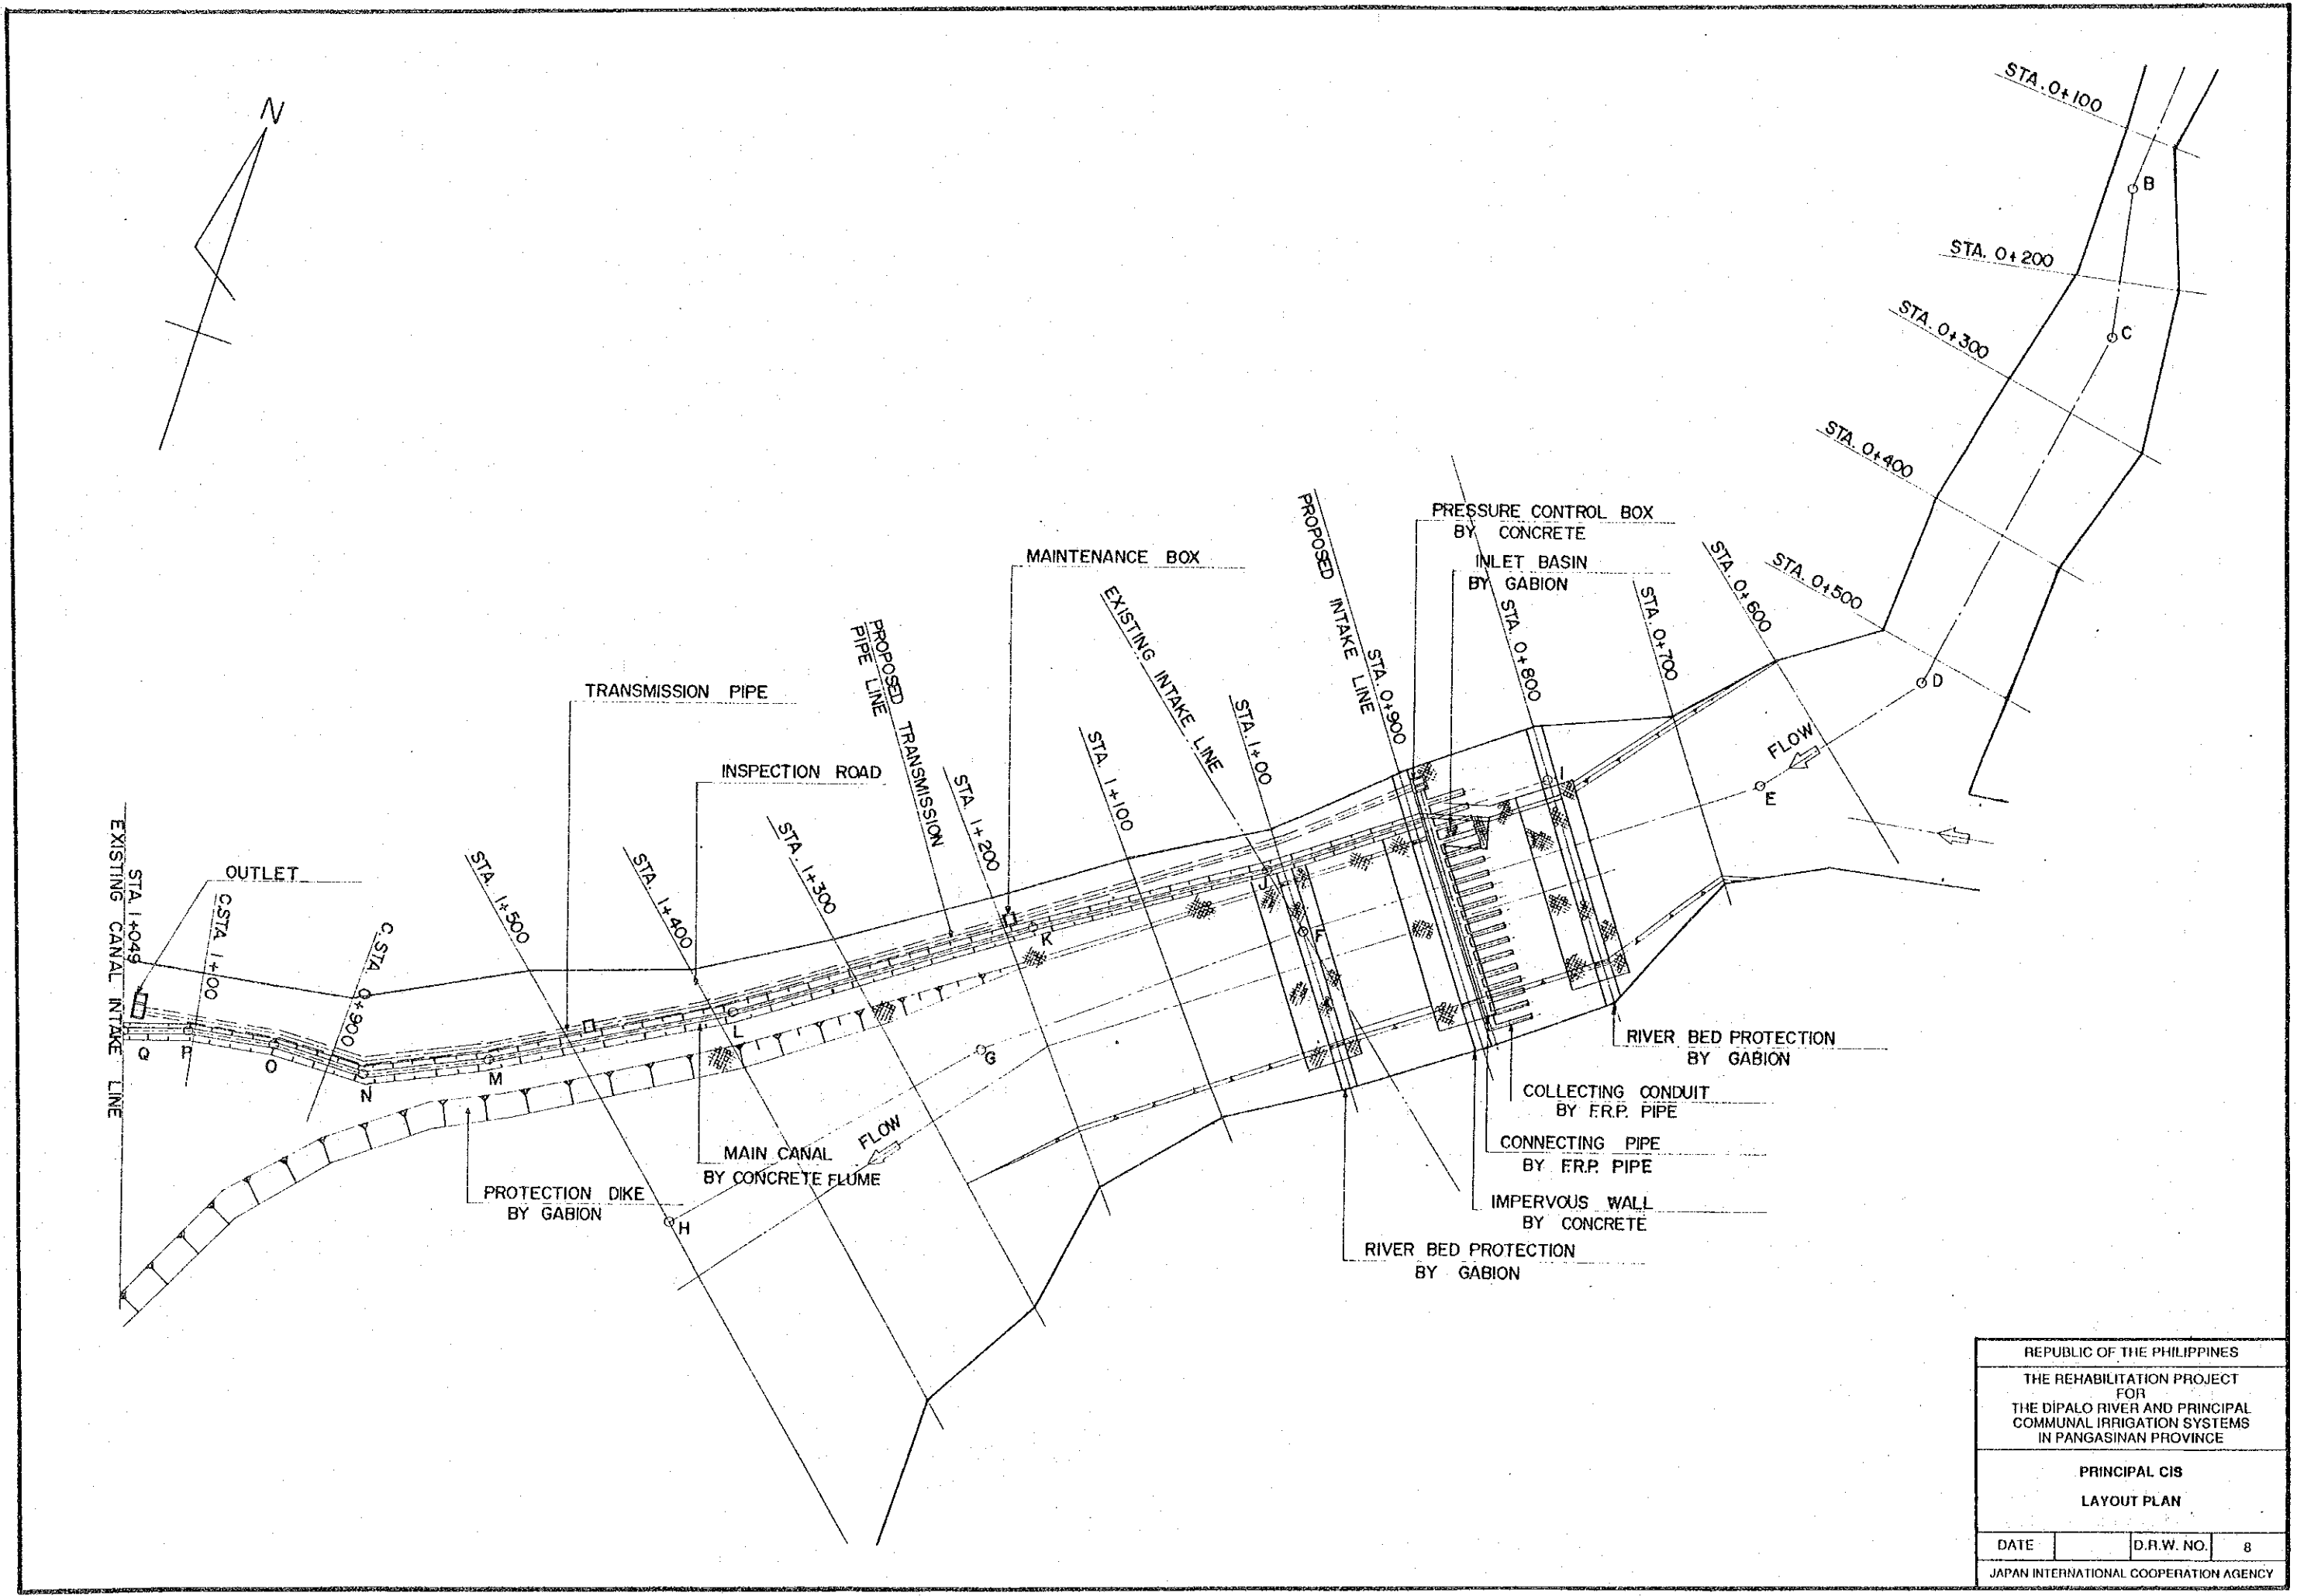 N
STA. 0+100
B
STA. 0+200
C
STA. 0+300
STA. 0+400
STA. 0+500
D
STA. 0+600
STA. 0+700
STA. 0+800
PRESSURE CONTROL BOX
BY CONCRETE
INLET BASIN
BY GABION
PROPOSED INTAKE LINE
STA. 0+900
MAINTENANCE BOX
EXISTING INTAKE LINE
STA. 1+00
STA. 1+100
PROPOSED TRANSMISSION
PIPE LINE
STA. 1+200
TRANSMISSION PIPE
INSPECTION ROAD
STA. 1+300
STA. 1+400
STA. 1+500
OUTLET
C.STA 0+900
C.STA 1+00
STA 1+049
EXISTING CANAL INTAKE LINE
FLOW
E
I
J
F
K
L
G
M
N
O
P
Q
H
FLOW
MAIN CANAL
BY CONCRETE FLUME
PROTECTION DIKE
BY GABION
RIVER BED PROTECTION
BY GABION
COLLECTING CONDUIT
BY F.R.P. PIPE
CONNECTING PIPE
BY F.R.P. PIPE
IMPERVOUS WALL
BY CONCRETE
RIVER BED PROTECTION
BY GABION
REPUBLIC OF THE PHILIPPINES
THE REHABILITATION PROJECT
FOR
THE DIPALO RIVER AND PRINCIPAL
COMMUNAL IRRIGATION SYSTEMS
IN PANGASINAN PROVINCE
PRINCIPAL CIS
LAYOUT PLAN
DATE
D.R.W. NO. 8
JAPAN INTERNATIONAL COOPERATION AGENCY